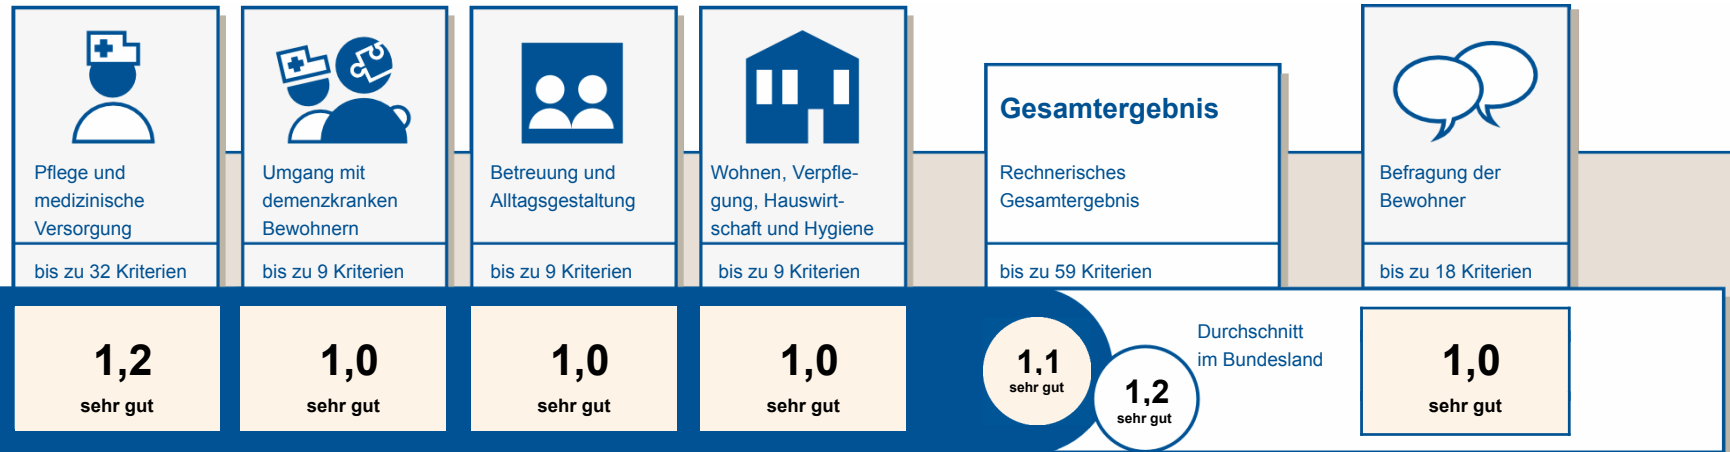 Pflege und
medizinische
Versorgung
bis zu 32 Kriterien
1,2
sehr gut
Umgang mit
demenzkranken
Bewohnern
bis zu 9 Kriterien
1,0
sehr gut
Betreuung und
Alltagsgestaltung
bis zu 9 Kriterien
1,0
sehr gut
Wohnen, Verpfle-
gung, Hauswirt-
schaft und Hygiene
bis zu 9 Kriterien
1,0
sehr gut
Gesamtergebnis
Rechnerisches
Gesamtergebnis
bis zu 59 Kriterien
1,1
sehr gut
1,2
sehr gut
Durchschnitt
im Bundesland
Befragung der
Bewohner
bis zu 18 Kriterien
1,0
sehr gut